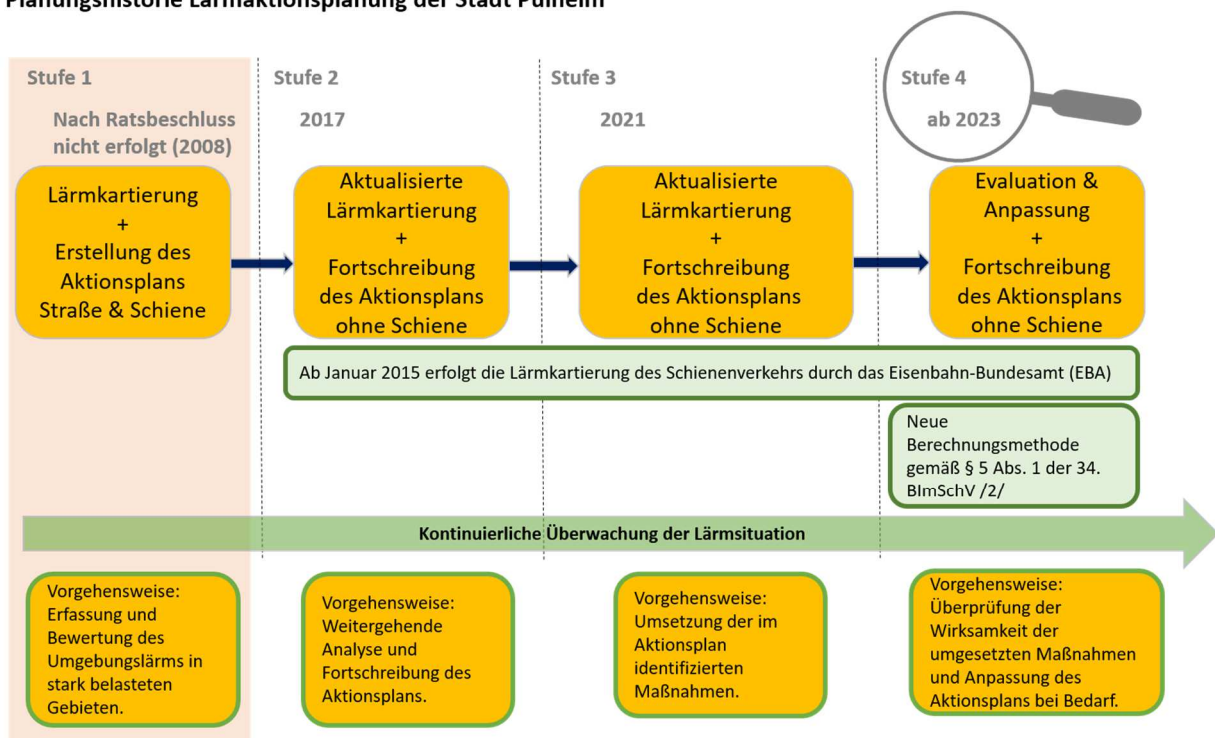 Planungshistorie Lärmaktionsplanung der Stadt Pulheim
Stufe 1
Nach Ratsbeschluss
nicht erfolgt (2008)
Stufe 2
2017
Stufe 3
2021
Stufe 4
ab 2023
Lärmkartierung
+
Erstellung des
Aktionsplans
Straße & Schiene
Aktualisierte
Lärmkartierung
+
Fortschreibung
des Aktionsplans
ohne Schiene
Aktualisierte
Lärmkartierung
+
Fortschreibung
des Aktionsplans
ohne Schiene
Evaluation &
Anpassung
+
Fortschreibung
des Aktionsplans
ohne Schiene
Ab Januar 2015 erfolgt die Lärmkartierung des Schienenverkehrs durch das Eisenbahn-Bundesamt (EBA)
Neue
Berechnungsmethode
gemäß § 5 Abs. 1 der 34.
BImSchV /2/
Kontinuierliche Überwachung der Lärmsituation
Vorgehensweise:
Erfassung und
Bewertung des
Umgebungslärms in
stark belasteten
Gebieten.
Vorgehensweise:
Weitergehende
Analyse und
Fortschreibung des
Aktionsplans.
Vorgehensweise:
Umsetzung der im
Aktionsplan
identifizierten
Maßnahmen.
Vorgehensweise:
Überprüfung der
Wirksamkeit der
umgesetzten Maßnahmen
und Anpassung des
Aktionsplans bei Bedarf.